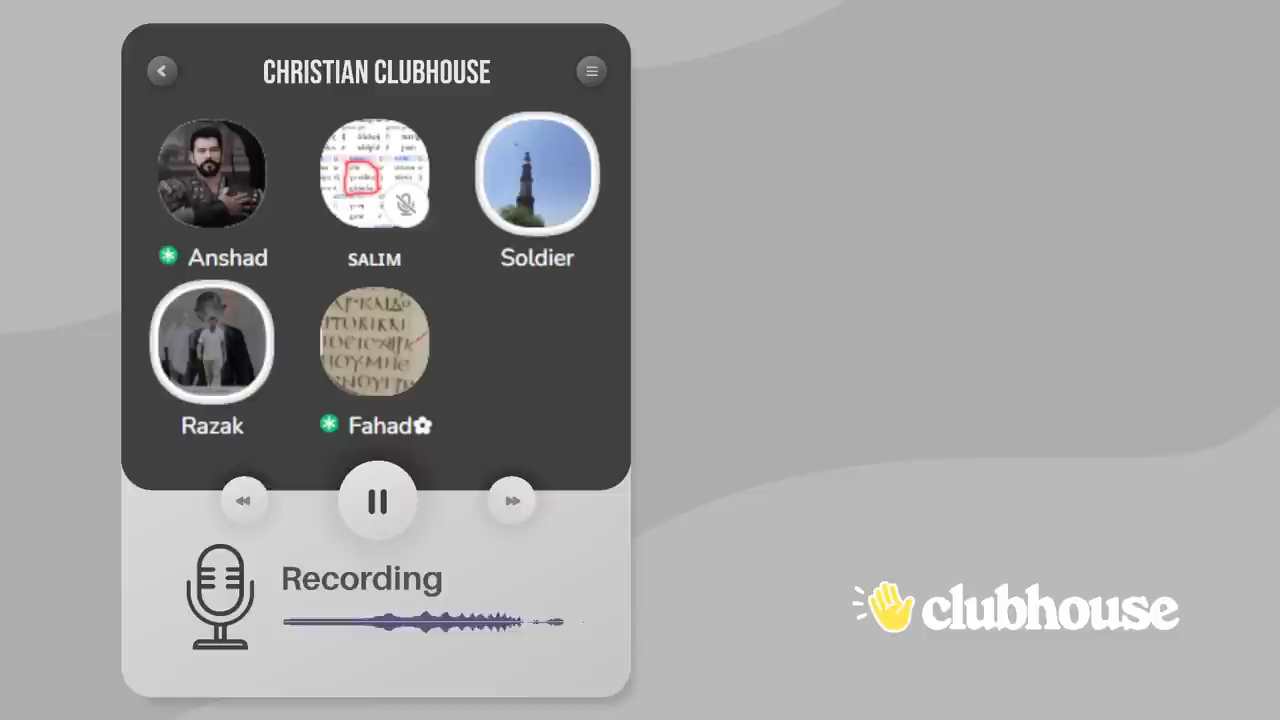 CHRISTIAN CLUBHOUSE
Anshad
SALIM
Soldier
Razak
Fahad
Recording
clubhouse